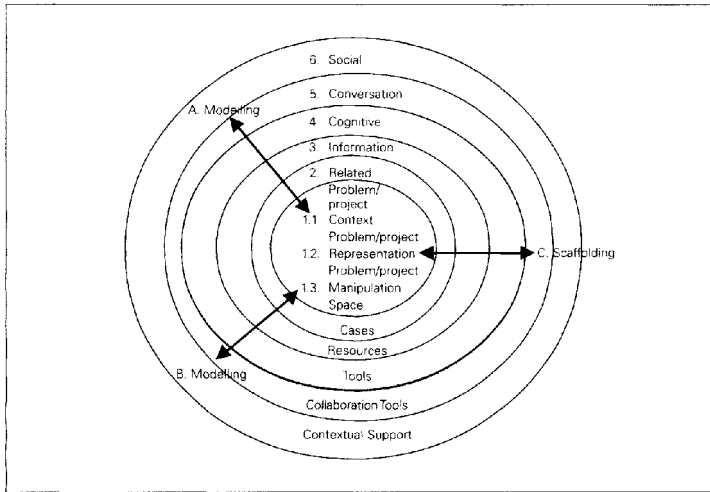 6. Social
5. Conversation
A. Modelling
4 Cognitive
3. Information
2. Related
Problem/
project
1.1 Context
Problem/project
1.2. Representation
C. Scaffolding
Problem/project
1.3. Manipulation
Space
Cases
Resources
B. Modelling
Tools
Collaboration Tools
Contextual Support